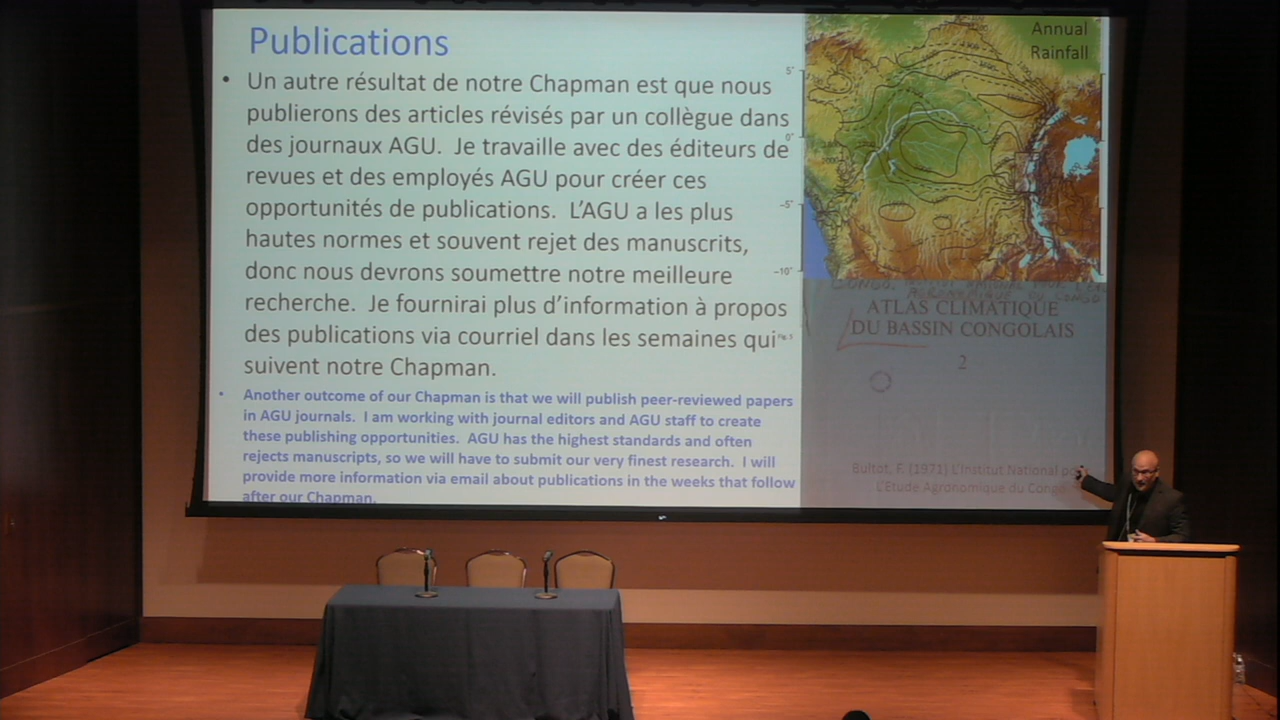 Publications
• Un autre résultat de notre Chapman est que nous
publierons des articles révisés par un collègue dans
des journaux AGU. Je travaille avec des éditeurs de
revues et des employés AGU pour créer ces
opportunités de publications. L'AGU a les plus
hautes normes et souvent rejet des manuscrits,
donc nous devrons soumettre notre meilleure
recherche. Je fournirai plus d'information à propos
des publications via courriel dans les semaines qui
suivent notre Chapman.
• Another outcome of our Chapman is that we will publish peer-reviewed papers
in AGU journals. I am working with journal editors and AGU staff to create
these publishing opportunities. AGU has the highest standards and often
rejects manuscripts, so we will have to submit our very finest research. I will
provide more information via email about publications in the weeks that follow
after our Chapman.
Annual
Rainfall
5°
0°
-5°
-10°
ATLAS CLIMATIQUE
DU BASSIN CONGOLAIS
2
Bultot, F. (1971) L'Institut National
L'Etude Agronomique du Congo